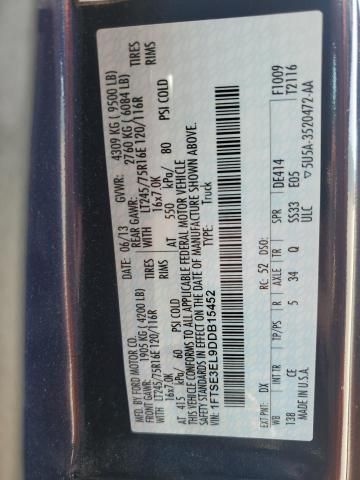 MFD. BY FORD MOTOR CO.
DATE: 06/13 GVWR: 4309 KG ( 9500 LB)
FRONT GAWR: 1905 KG (4200 LB) REAR GAWR: 2760 KG ( 6084 LB)
LT245/75R16E 120/116R TIRES WITH LT245/75R16E 120/116R TIRES
16x7.0K RIMS 16x7.0K RIMS
AT 415 kPa/ 60 PSI COLD AT 550 kPa/ 80 PSI COLD
THIS VEHICLE CONFORMS TO ALL APPLICABLE FEDERAL MOTOR VEHICLE
SAFETY STANDARDS IN EFFECT ON THE DATE OF MANUFACTURE SHOWN ABOVE.
VIN: 1FTSE3EL9DDB15452
TYPE: Truck
EXT PNT: DX RC: 52 DSO: F1009
T2116
WB INT TR TP/PS R AXLE TR SPR DE414
138 CE 5 34 Q SS33 E05
MADE IN U.S.A. ULC ▽5U5A-3520472-AA